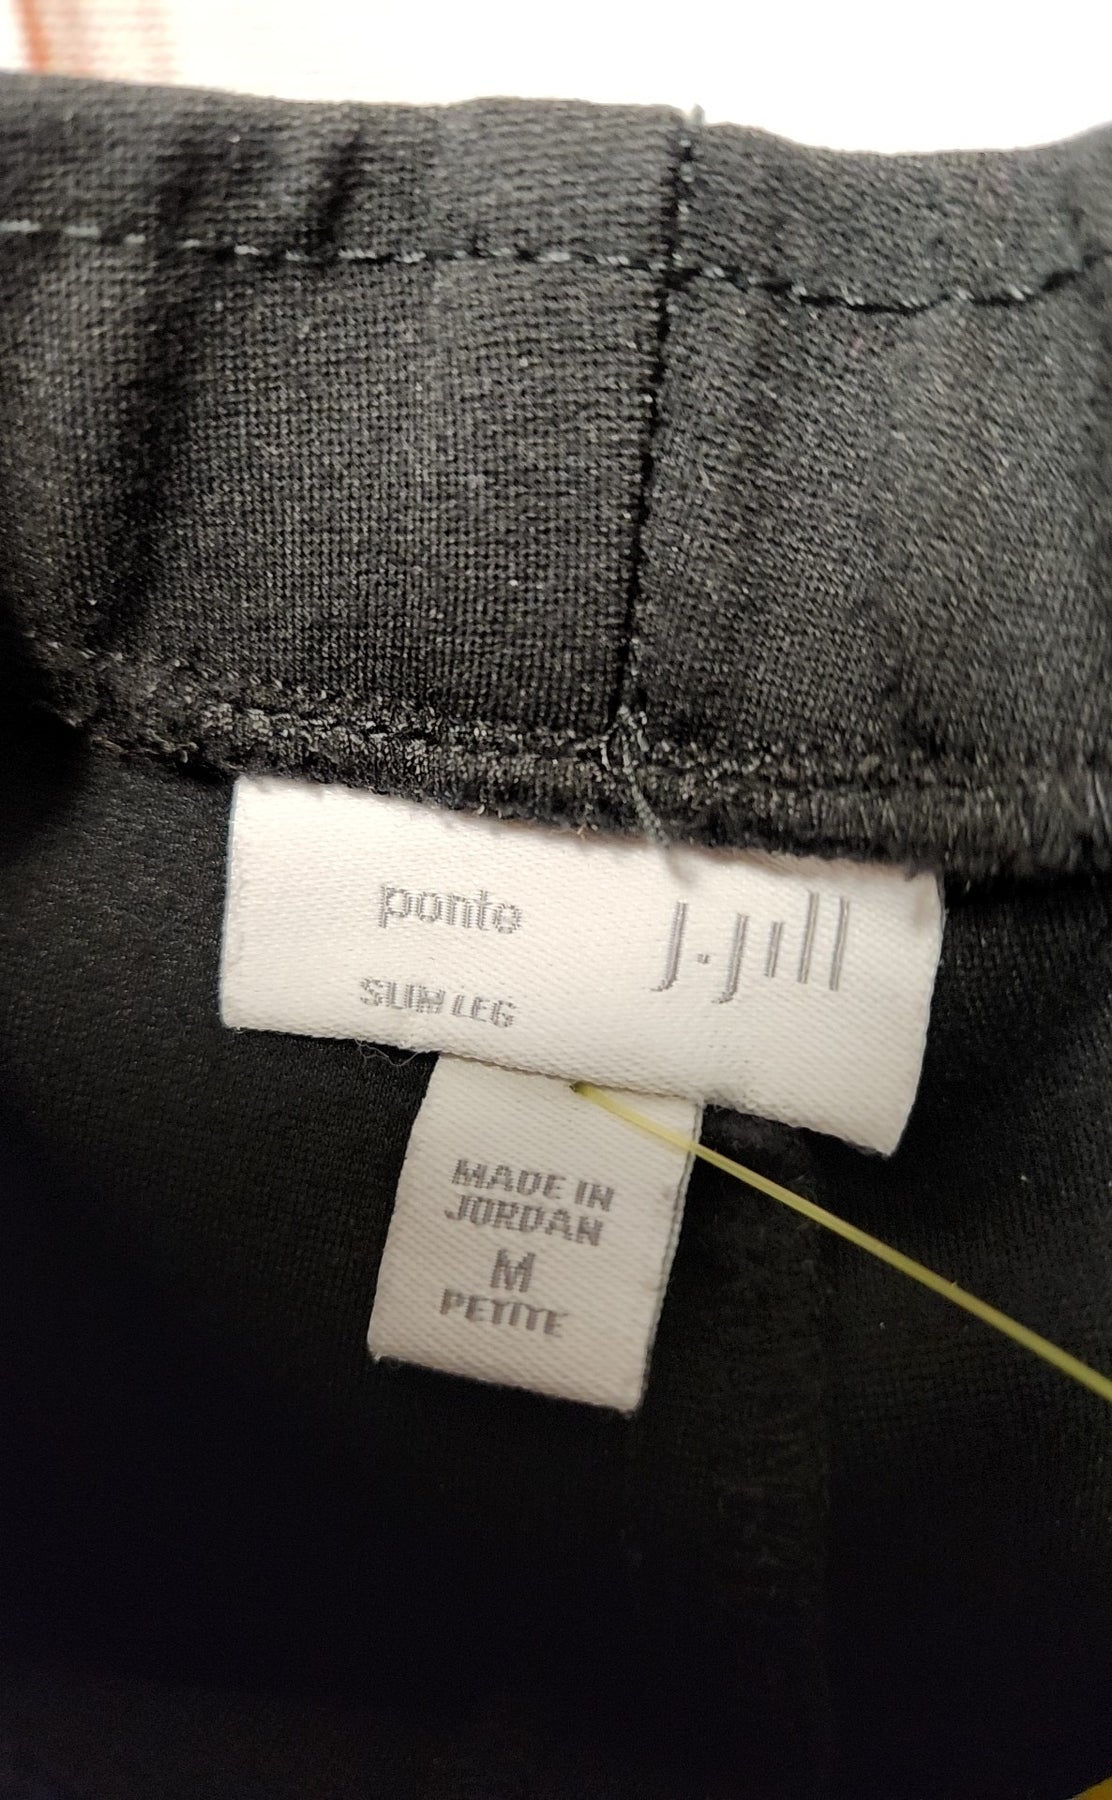 ponte
SLIM LEG
J.Jill
MADE IN
JORDAN
M
PETITE